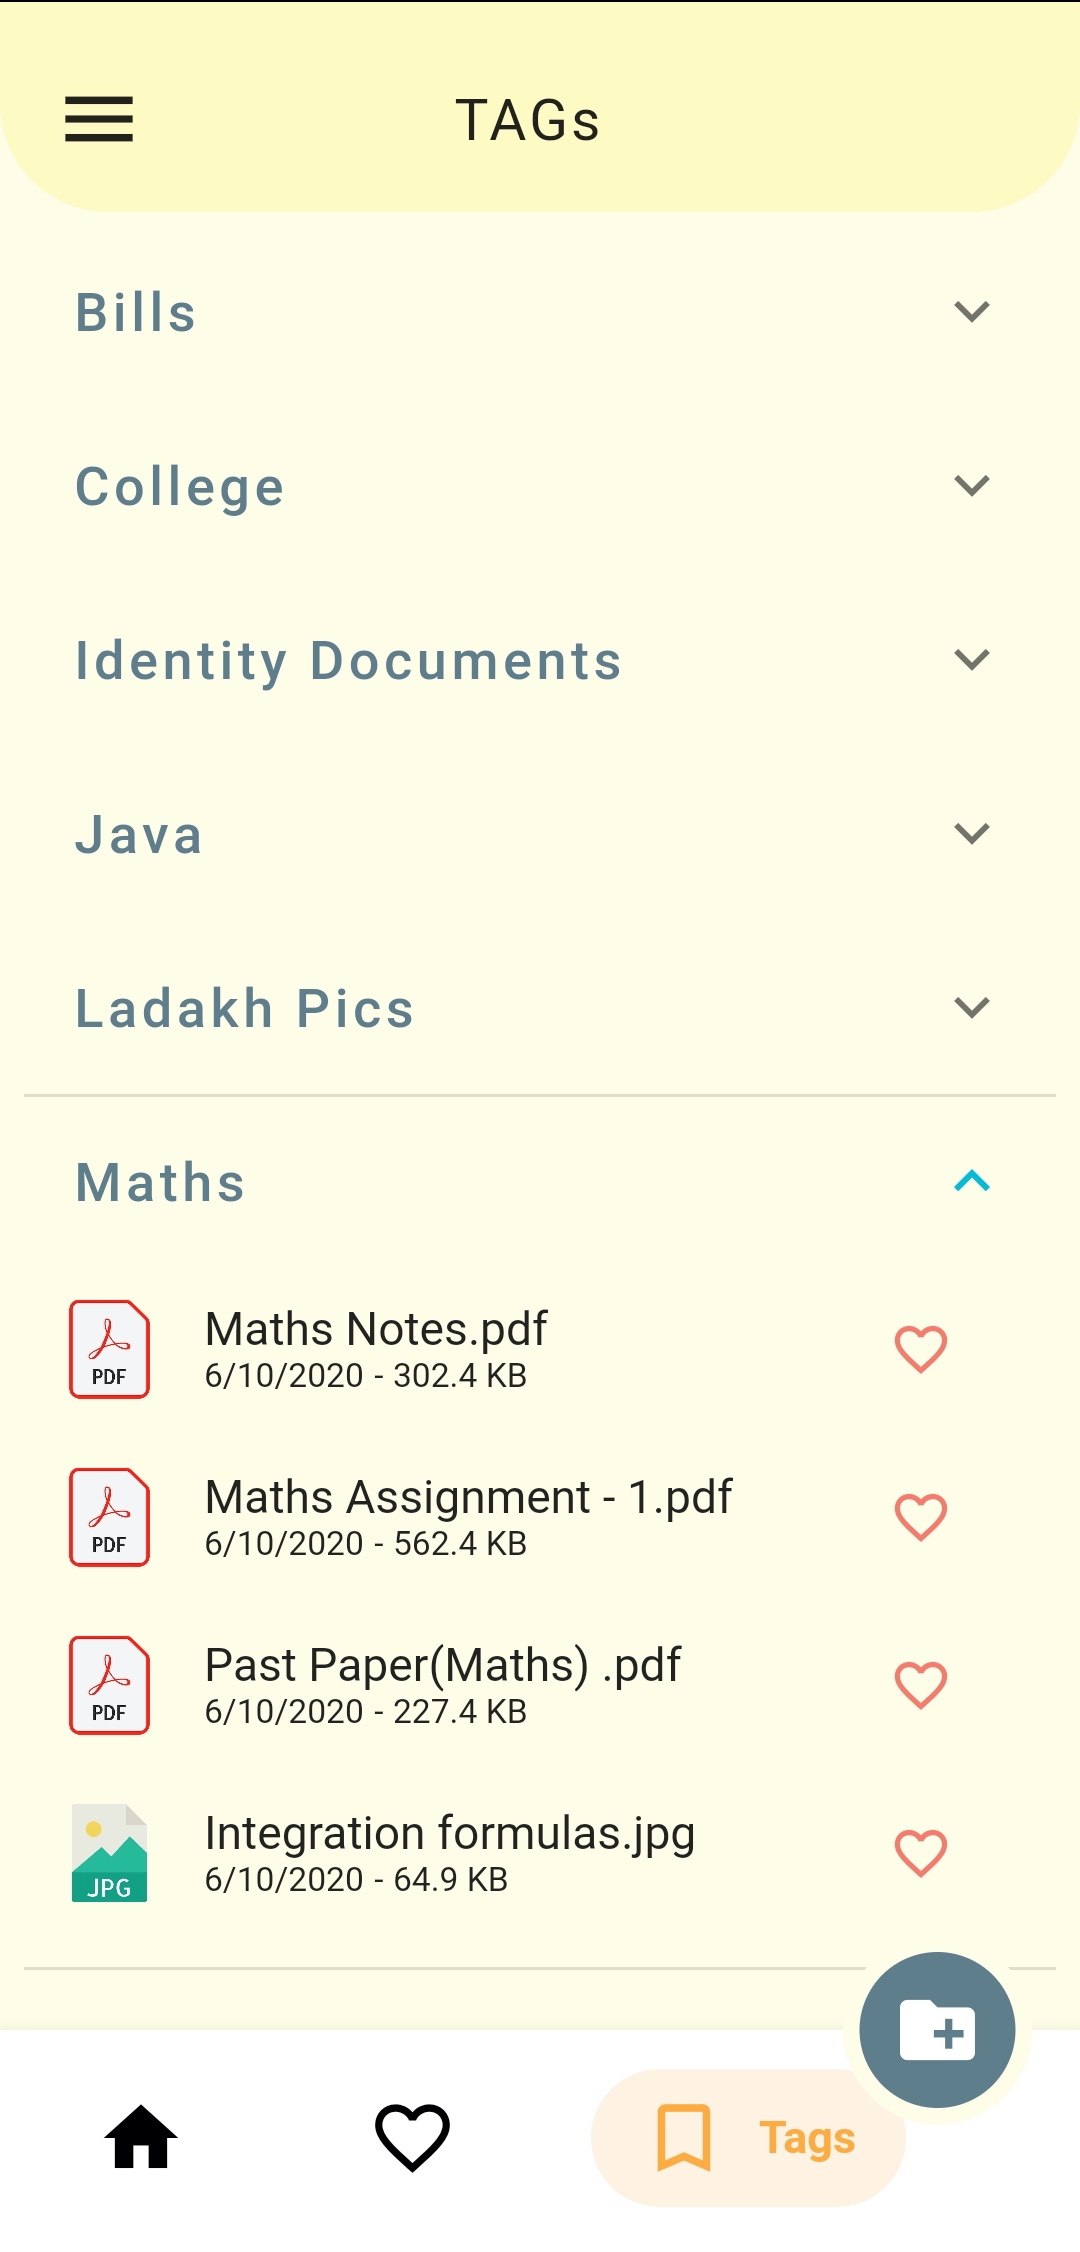 TAGs
Bills
College
Identity Documents
Java
Ladakh Pics
Maths
PDF
Maths Notes.pdf
6/10/2020 - 302.4 KB
PDF
Maths Assignment - 1.pdf
6/10/2020 - 562.4 KB
PDF
Past Paper(Maths) .pdf
6/10/2020 - 227.4 KB
JPG
Integration formulas.jpg
6/10/2020 - 64.9 KB
Tags